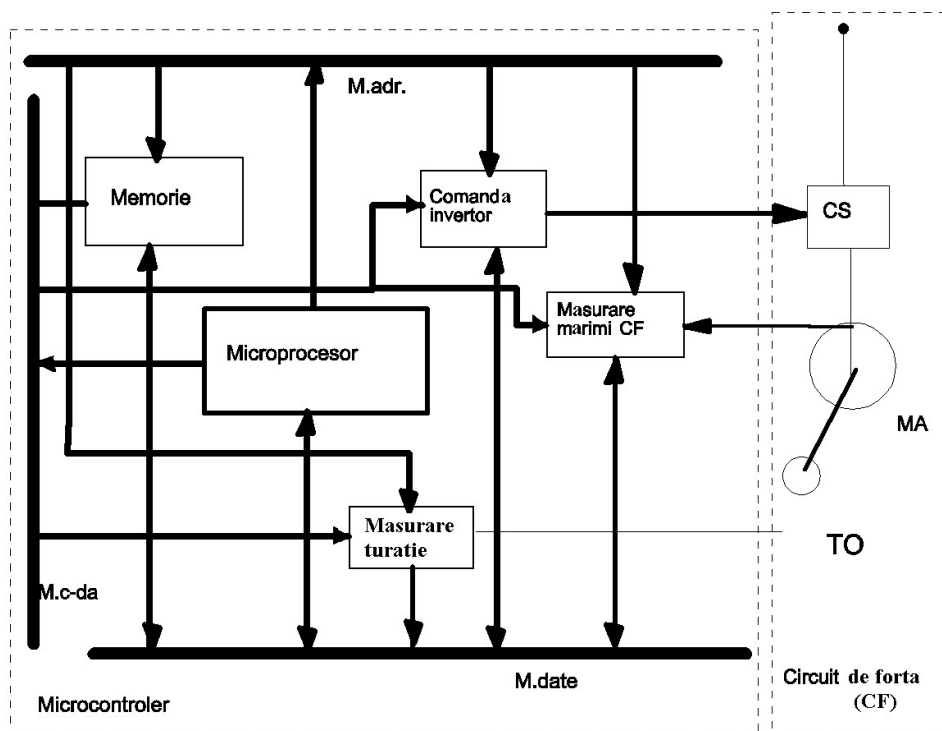 M.adr.
Memorie
Comanda
invertor
CS
Masurare
marimi CF
Microprocesor
MA
Masurare
turatie
TO
M.c-da
M.date
Circuit de forta
(CF)
Microcontroler